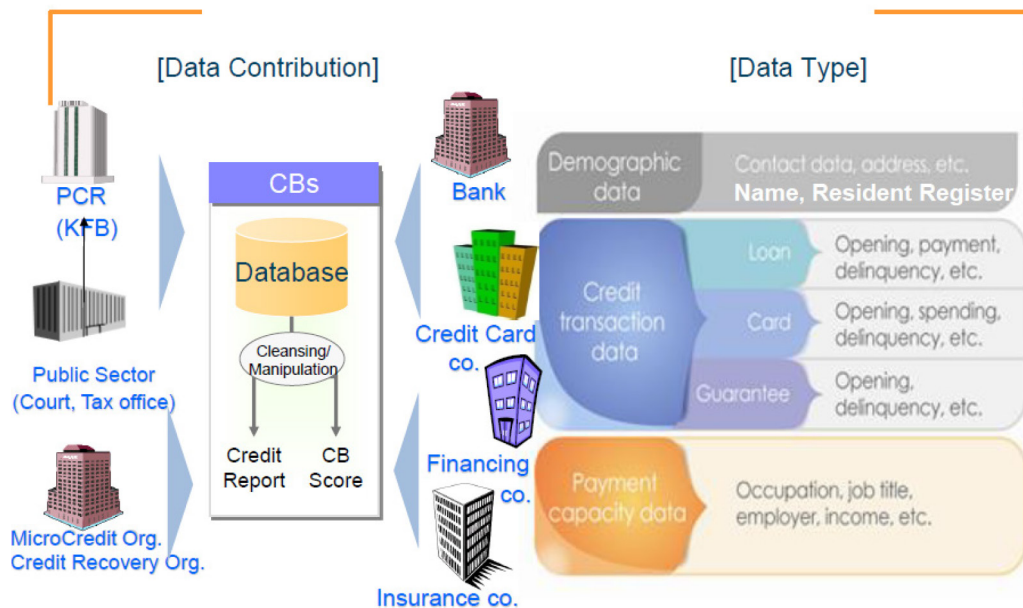 [Data Contribution]
[Data Type]
PCR
(KFB)
Public Sector
(Court, Tax office)
MicroCredit Org.
Credit Recovery Org.
CBs
Database
Cleansing/
Manipulation
Credit
Report
CB
Score
Bank
Credit Card
co.
Financing
co.
Insurance co.
Demographic
data
Contact data, address, etc.
Name, Resident Register
Credit
transaction
data
Loan
Opening, payment,
delinquency, etc.
Card
Opening, spending,
delinquency, etc.
Guarantee
Opening,
delinquency, etc.
Payment
capacity data
Occupation, job title,
employer, income, etc.